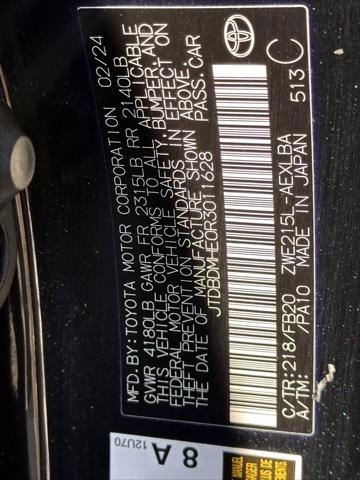 MFD.BY:TOYOTA MOTOR CORPORATION 02/24
GVWR 4180LB GAWR FR 2315LB RR 2140LB
THIS VEHICLE CONFORMS TO ALL APPLICABLE
FEDERAL MOTOR VEHICLE SAFETY, BUMPER, AND
THEFT PREVENTION STANDARDS IN EFFECT ON
THE DATE OF MANUFACTURE SHOWN ABOVE.
JTDBDMHE0R3011628 PASS.CAR
TOYOTA
C/TR:218/FB20 ZWE215L-AEXLBA
A/TM: /PA10 MADE IN JAPAN 513 C
8 A
12U70